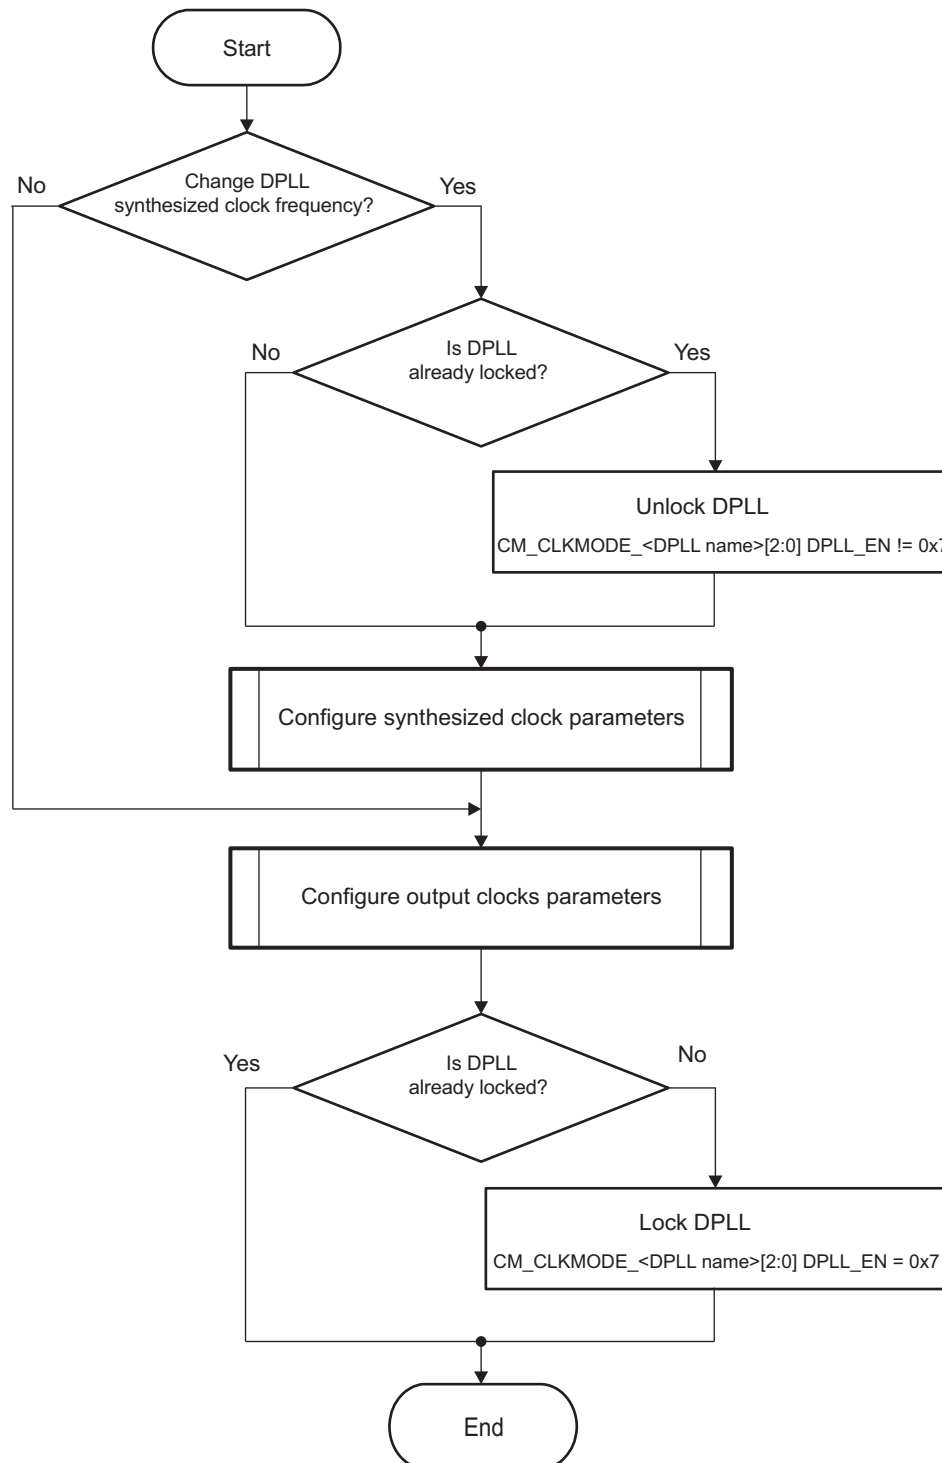 Start
Change DPLL
synthesized clock frequency?
No
Yes
Is DPLL
already locked?
No
Yes
Unlock DPLL
CM_CLKMODE_<DPLL name>[2:0] DPLL_EN != 0x7
Configure synthesized clock parameters
Configure output clocks parameters
Is DPLL
already locked?
Yes
No
Lock DPLL
CM_CLKMODE_<DPLL name>[2:0] DPLL_EN = 0x7
End